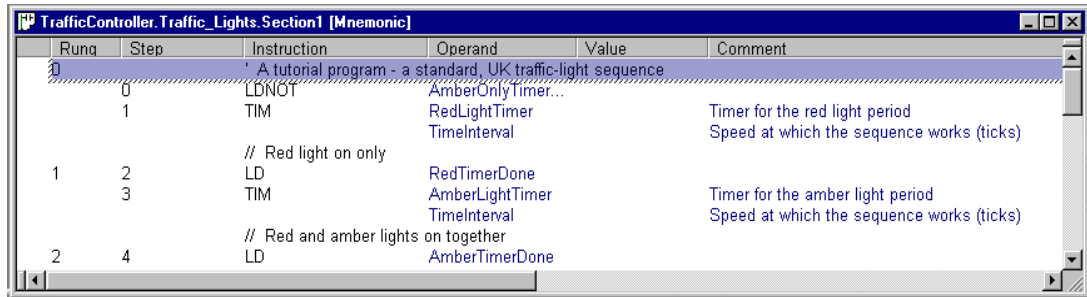 TrafficController.Traffic_Lights.Section1 [Mnemonic]
Rung Step Instruction Operand Value Comment
0 ' A tutorial program - a standard, UK traffic-light sequence
0 LDNOT AmberOnlyTimer...
1 TIM RedLightTimer Timer for the red light period
TimeInterval Speed at which the sequence works (ticks)
// Red light on only
1 2 LD RedTimerDone
3 TIM AmberLightTimer Timer for the amber light period
TimeInterval Speed at which the sequence works (ticks)
// Red and amber lights on together
2 4 LD AmberTimerDone